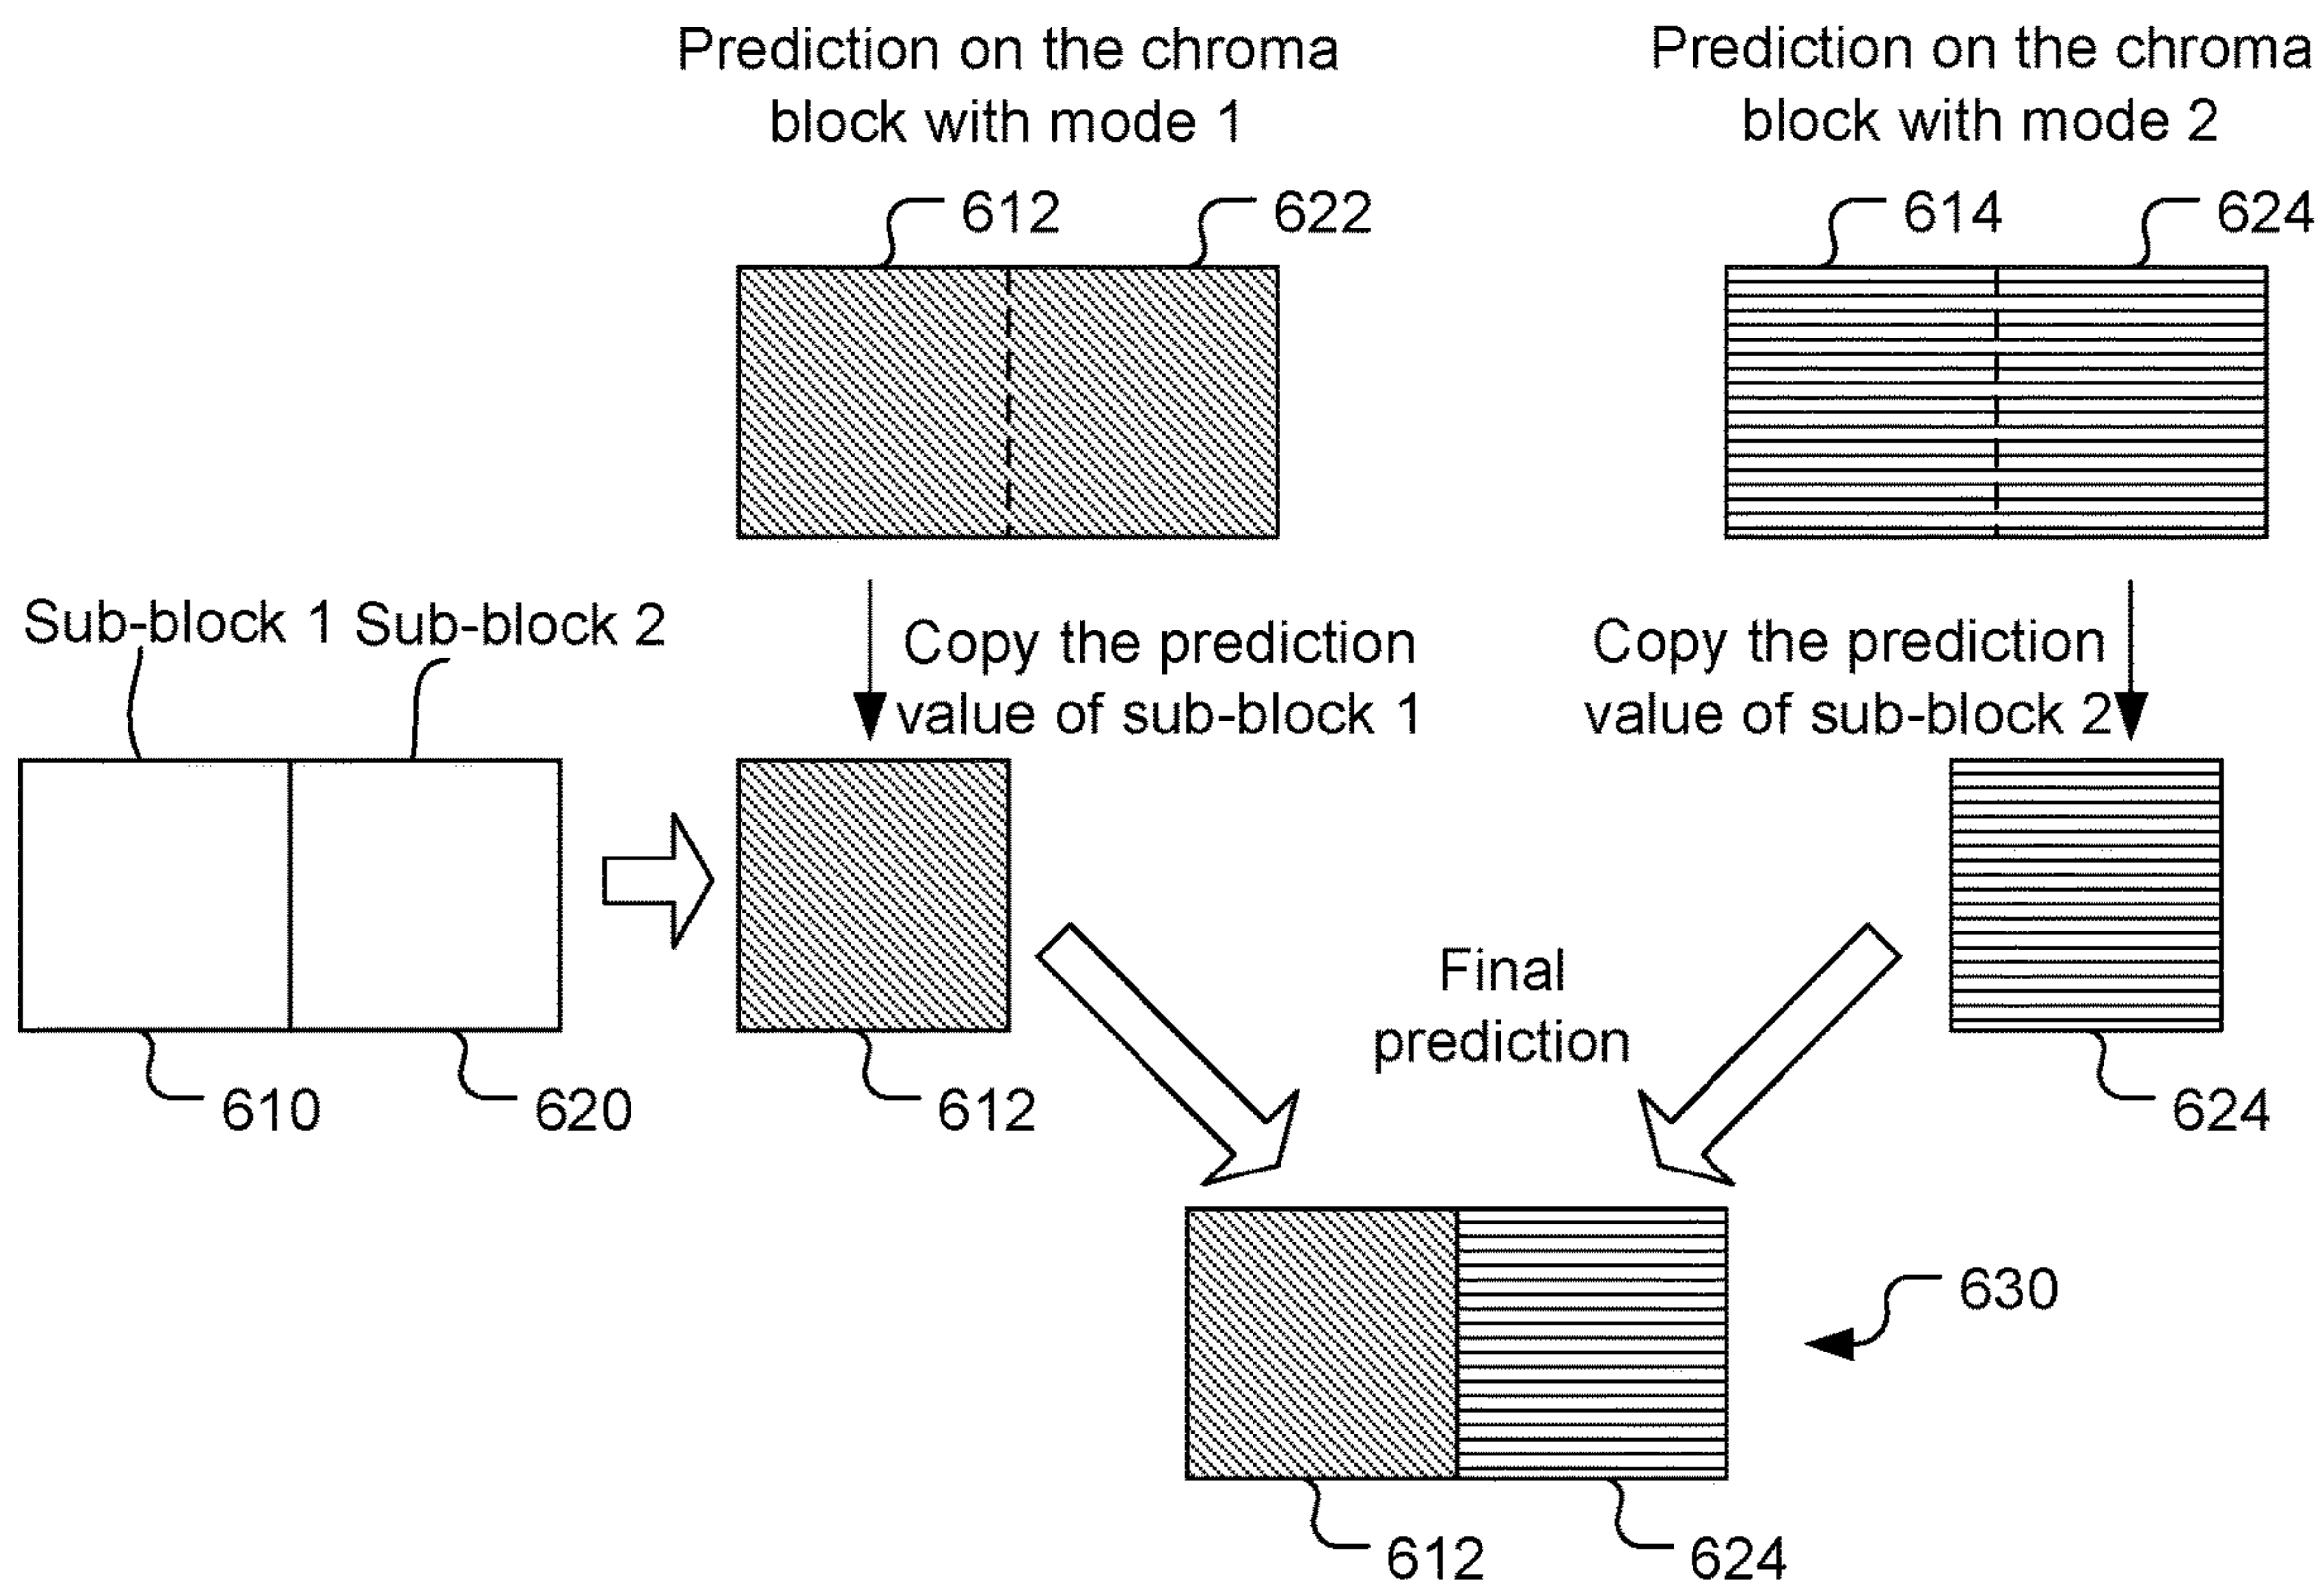 Prediction on the chroma
block with mode 1
Prediction on the chroma
block with mode 2
612
622
614
624
Sub-block 1
Sub-block 2
Copy the prediction
value of sub-block 1
Copy the prediction
value of sub-block 2
610
620
612
Final
prediction
624
630
612
624